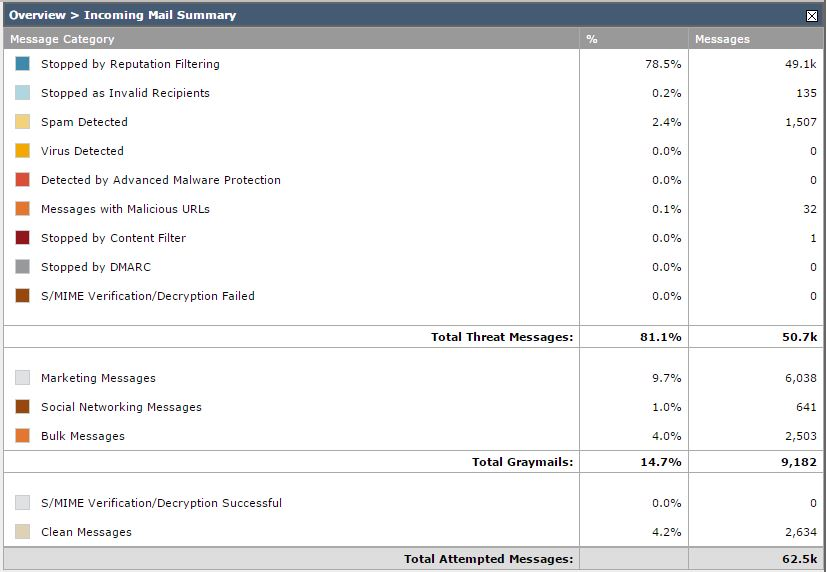 Overview > Incoming Mail Summary
Message Category % Messages
Stopped by Reputation Filtering 78.5% 49.1k
Stopped as Invalid Recipients 0.2% 135
Spam Detected 2.4% 1,507
Virus Detected 0.0% 0
Detected by Advanced Malware Protection 0.0% 0
Messages with Malicious URLs 0.1% 32
Stopped by Content Filter 0.0% 1
Stopped by DMARC 0.0% 0
S/MIME Verification/Decryption Failed 0.0% 0
Total Threat Messages: 81.1% 50.7k
Marketing Messages 9.7% 6,038
Social Networking Messages 1.0% 641
Bulk Messages 4.0% 2,503
Total Graymails: 14.7% 9,182
S/MIME Verification/Decryption Successful 0.0% 0
Clean Messages 4.2% 2,634
Total Attempted Messages: 62.5k